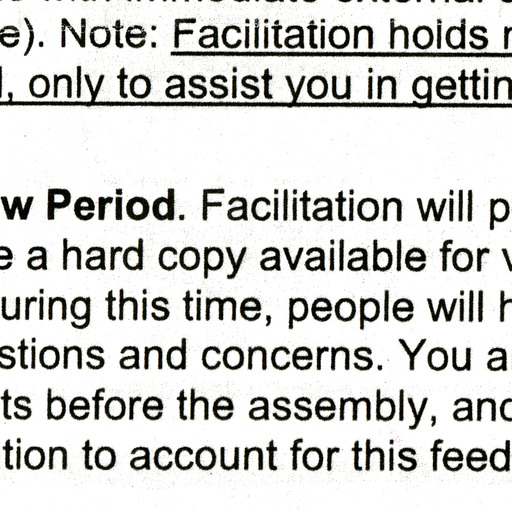 e). Note: Facilitation holds
, only to assist you in gettin
w Period. Facilitation will p
e a hard copy available for v
uring this time, people will h
stions and concerns. You a
ts before the assembly, and
tion to account for this feed